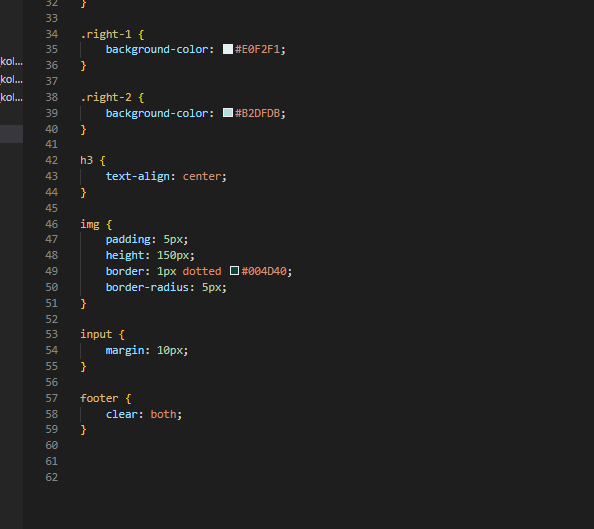 32 }
33
34 .right-1 {
kol...
35 background-color: #E0F2F1;
36 }
kol...
37
38 .right-2 {
kol...
39 background-color: #B2DFDB;
40 }
41
42 h3 {
43 text-align: center;
44 }
45
46 img {
47 padding: 5px;
48 height: 150px;
49 border: 1px dotted #004D40;
50 border-radius: 5px;
51 }
52
53 input {
54 margin: 10px;
55 }
56
57 footer {
58 clear: both;
59 }
60
61
62